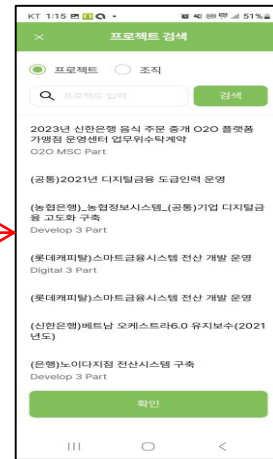 KT 1:15
51%
프로젝트 검색
프로젝트 조직
프로젝트 입력
검색
2023년 신한은행 음식 주문 중개 O2O 플랫폼
가맹점 운영센터 업무위수탁계약
O2O MSC Part
(공통)2021년 디지털금융 도급인력 운영
(농협은행)_농협정보시스템_(공통)기업 디지털금
융 고도화 구축
Develop 3 Part
(롯데캐피탈)스마트금융시스템 전산 개발 운영
Digital 3 Part
(롯데캐피탈)스마트금융시스템 전산 개발 운영
(신한은행)베트남 오케스트라6.0 유지보수(2021
년도)
(은행)노이다지점 전산시스템 구축
Develop 3 Part
확인